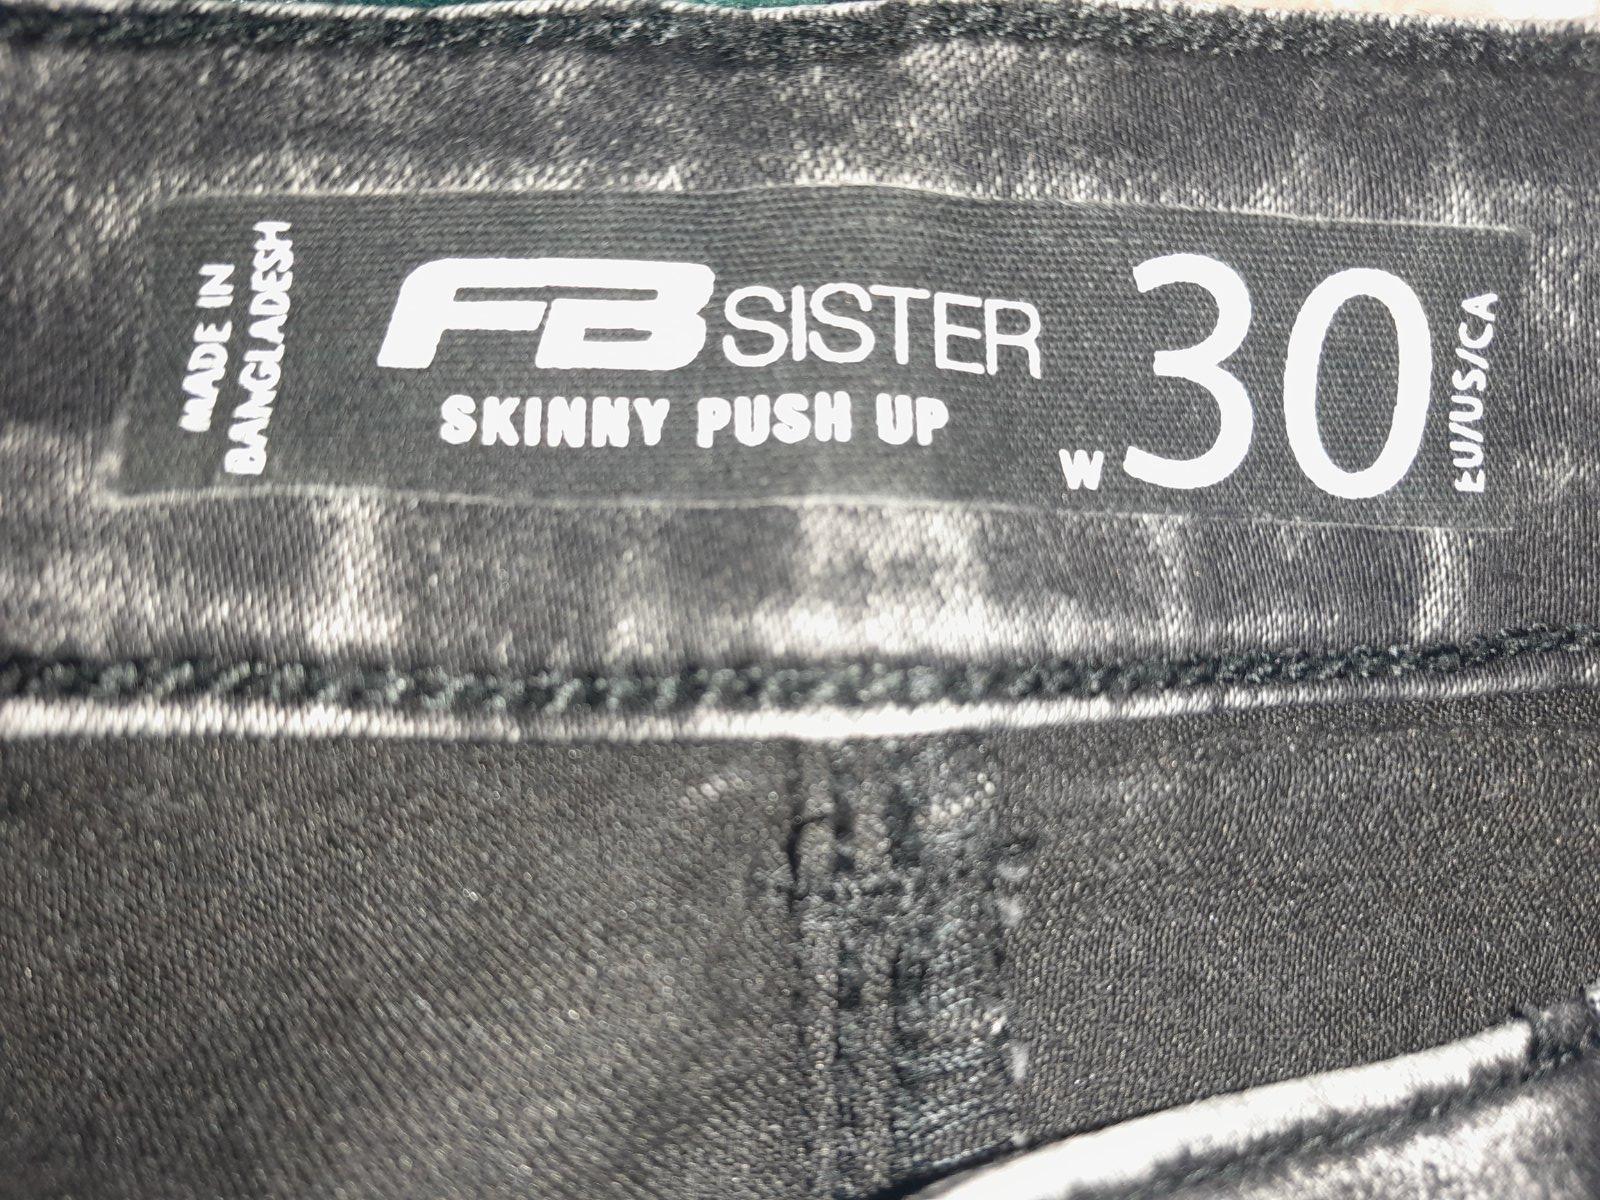 MADE IN
BANGLADESH
FB SISTER
SKINNY PUSH UP
W 30
EU/US/CA